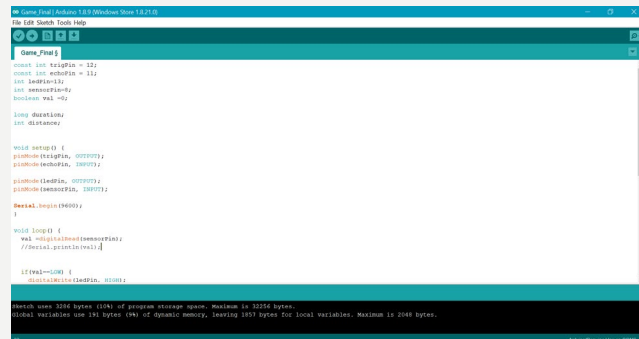 Game_Final | Arduino 1.8.9 (Windows Store 1.8.21.0)
File Edit Sketch Tools Help
Game_Final §
const int trigPin = 12;
const int echoPin = 11;
int ledPin=13;
boolean val =0;
long duration;
int distance;
void setup() {
pinMode(trigPin, OUTPUT);
pinMode(echoPin, INPUT);
pinMode(ledPin, OUTPUT);
pinMode(sensorPin, INPUT);
Serial.begin(9600);
}
void loop() {
val =digitalRead(sensorPin);
//Serial.println(val);
if(val==LOW) {
digitalWrite(ledPin, HIGH);
Sketch uses 3286 bytes (10%) of program storage space. Maximum is 32256 bytes.
Global variables use 191 bytes (9%) of dynamic memory, leaving 1857 bytes for local variables. Maximum is 2048 bytes.